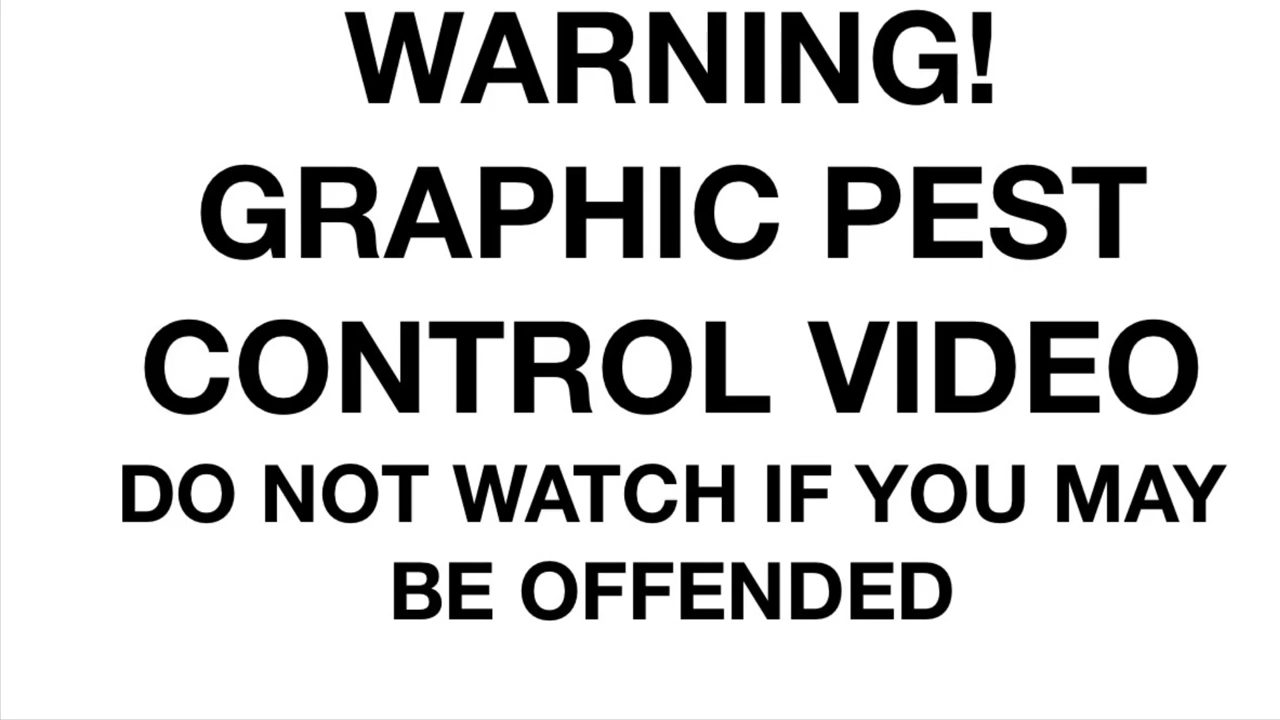 WARNING!
GRAPHIC PEST
CONTROL VIDEO
DO NOT WATCH IF YOU MAY
BE OFFENDED